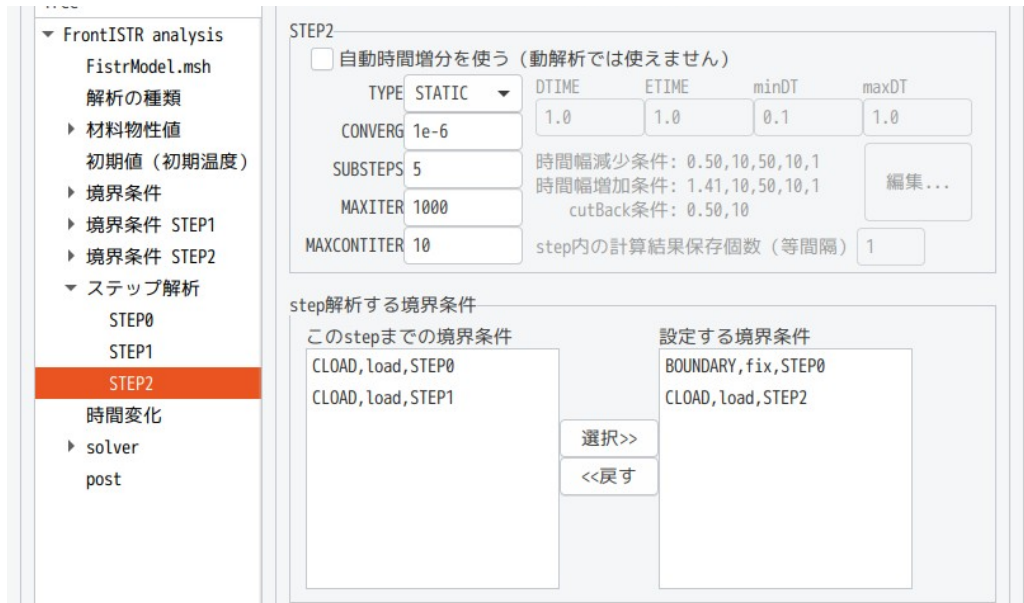 FrontISTR analysis
FistrModel.msh
解析の種類
材料物性値
初期値（初期温度）
境界条件
境界条件 STEP1
境界条件 STEP2
ステップ解析
STEP0
STEP1
STEP2
時間変化
solver
post
STEP2
自動時間増分を使う（動解析では使えません）
TYPE STATIC
DTIME ETIME minDT maxDT
1.0 1.0 0.1 1.0
CONVERG 1e-6
SUBSTEPS 5
MAXITER 1000
MAXCONTITER 10
時間幅減少条件: 0.50,10,50,10,1
時間幅増加条件: 1.41,10,50,10,1
cutBack条件: 0.50,10
編集...
step内の計算結果保存個数（等間隔） 1
step解析する境界条件
このstepまでの境界条件
CLOAD,load,STEP0
CLOAD,load,STEP1
選択>>
<<戻す
設定する境界条件
BOUNDARY,fix,STEP0
CLOAD,load,STEP2